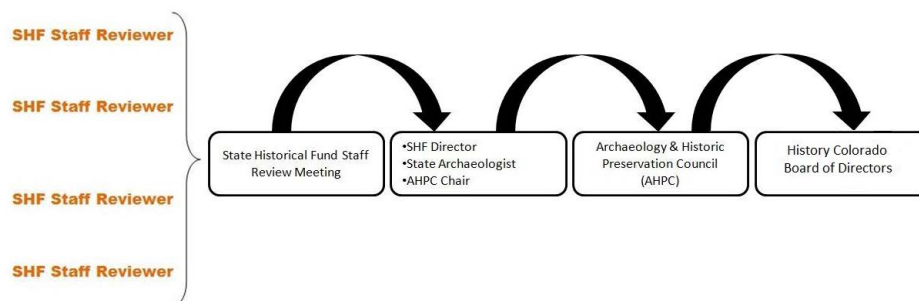 SHF Staff Reviewer
SHF Staff Reviewer
SHF Staff Reviewer
SHF Staff Reviewer
State Historical Fund Staff
Review Meeting
•SHF Director
•State Archaeologist
•AHPC Chair
Archaeology & Historic
Preservation Council
(AHPC)
History Colorado
Board of Directors